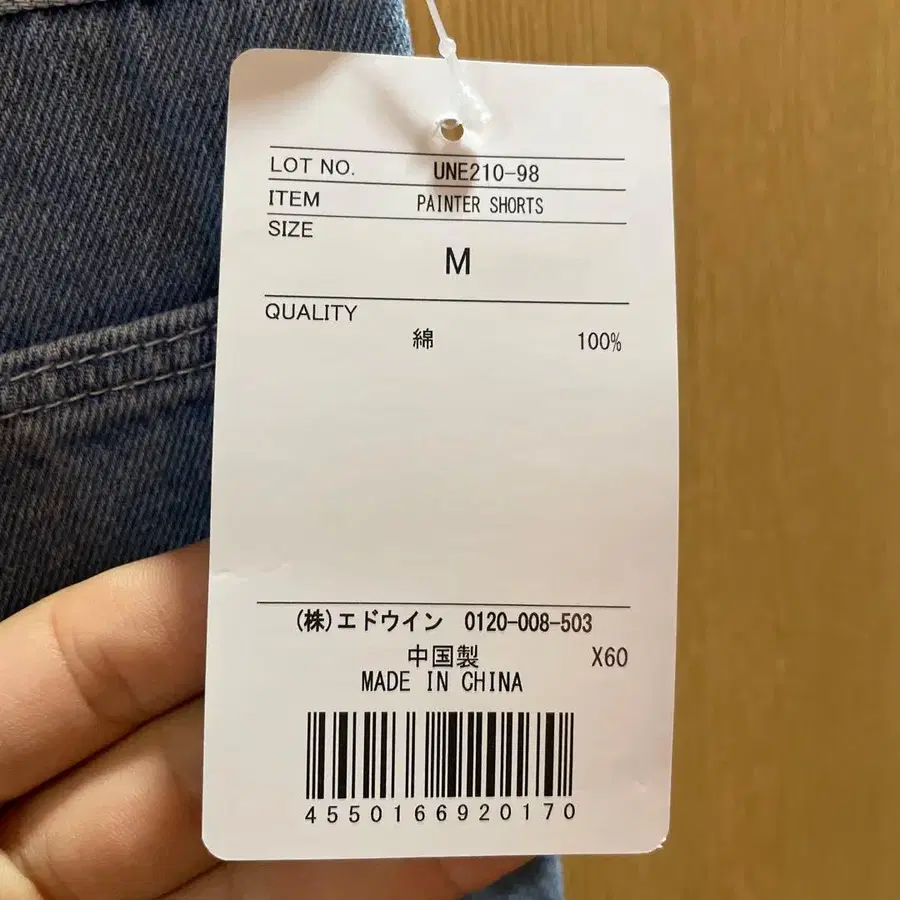 LOT NO. UNE210-98
ITEM PAINTER SHORTS
SIZE
M
QUALITY
綿 100%
(株)エドウイン 0120-008-503
中国製 X60
MADE IN CHINA
4550166920170